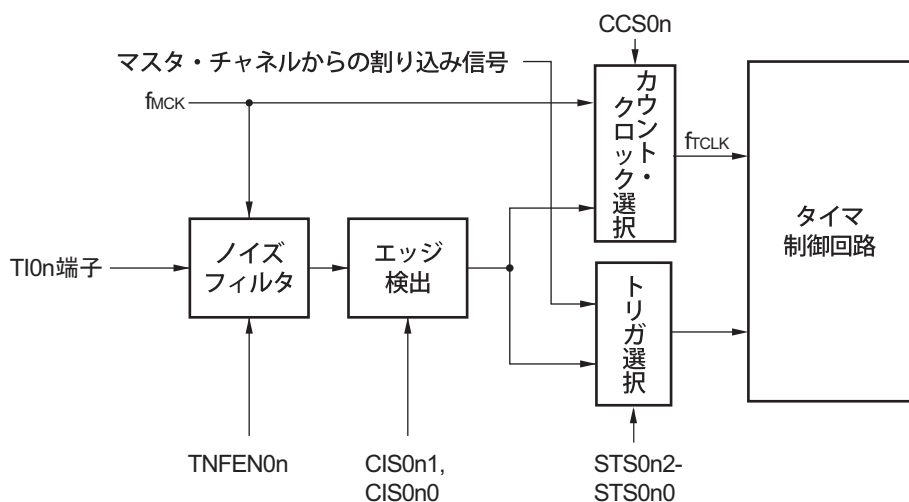 CCS0n
マスタ・チャネルからの割り込み信号
fMCK
カウント・
クロック選択
fTCLK
タイマ
制御回路
TI0n端子
ノイズ
フィルタ
エッジ
検出
トリガ選択
TNFEN0n
CIS0n1,
CIS0n0
STS0n2-
STS0n0